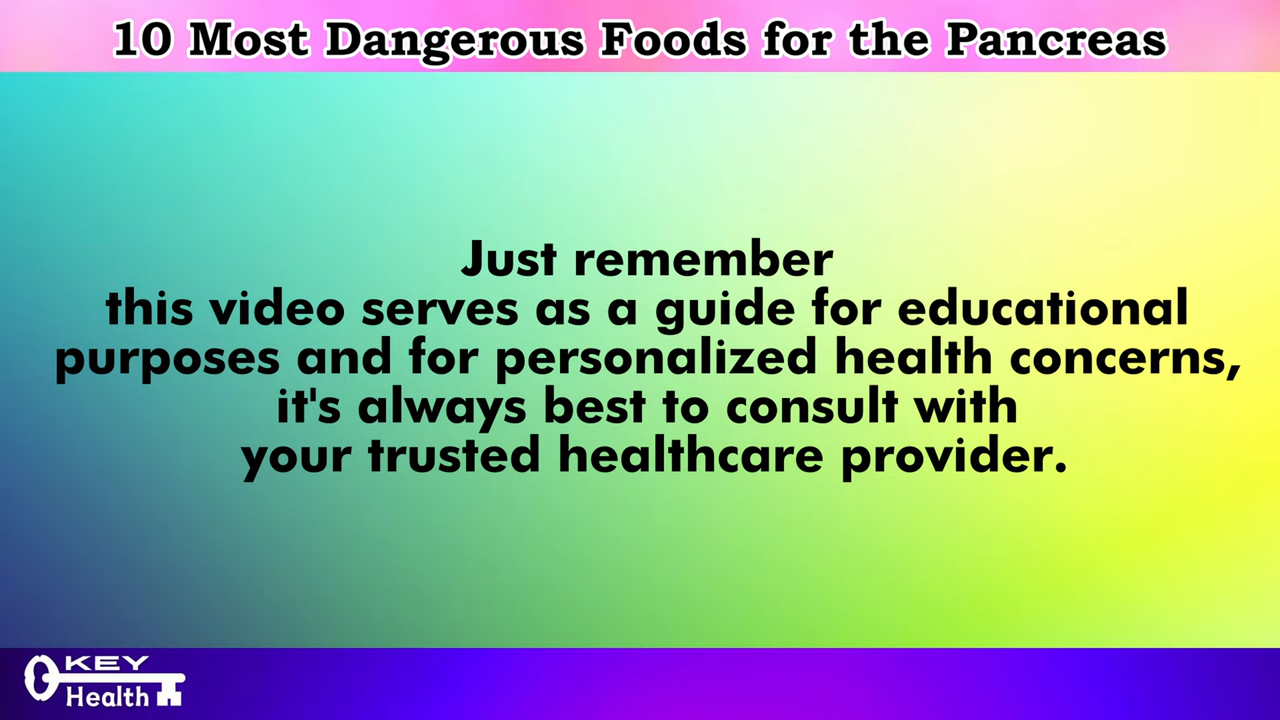 10 Most Dangerous Foods for the Pancreas
Just remember
this video serves as a guide for educational
purposes and for personalized health concerns,
it's always best to consult with
your trusted healthcare provider.
KEY
Health